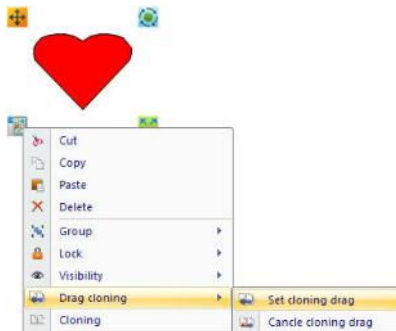 Cut
Copy
Paste
Delete
Group
Lock
Visibility
Drag cloning
Set cloning drag
Cloning
Cancle cloning drag